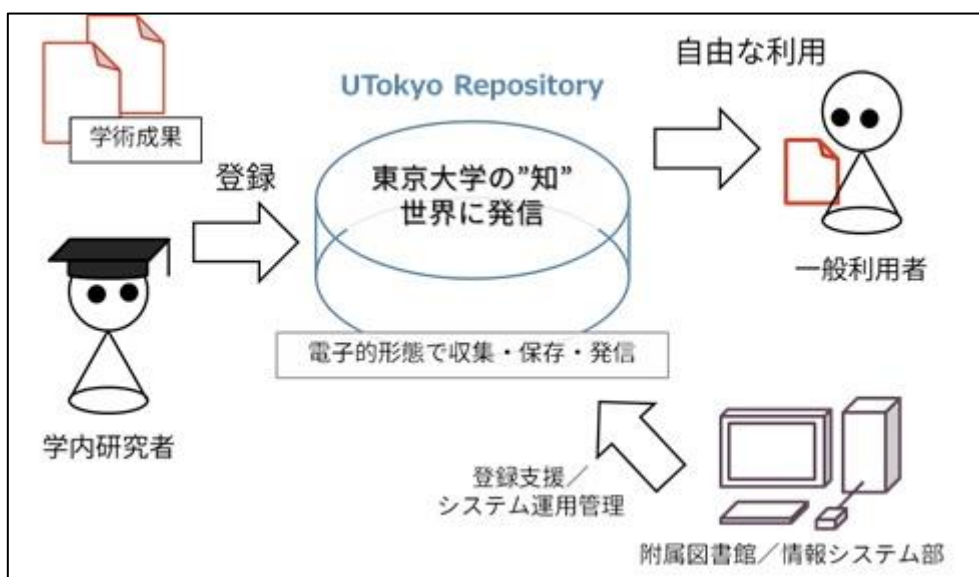 学術成果
登録
学内研究者
UTokyo Repository
東京大学の”知”
世界に発信
電子的形態で収集・保存・発信
自由な利用
一般利用者
登録支援／
システム運用管理
附属図書館／情報システム部